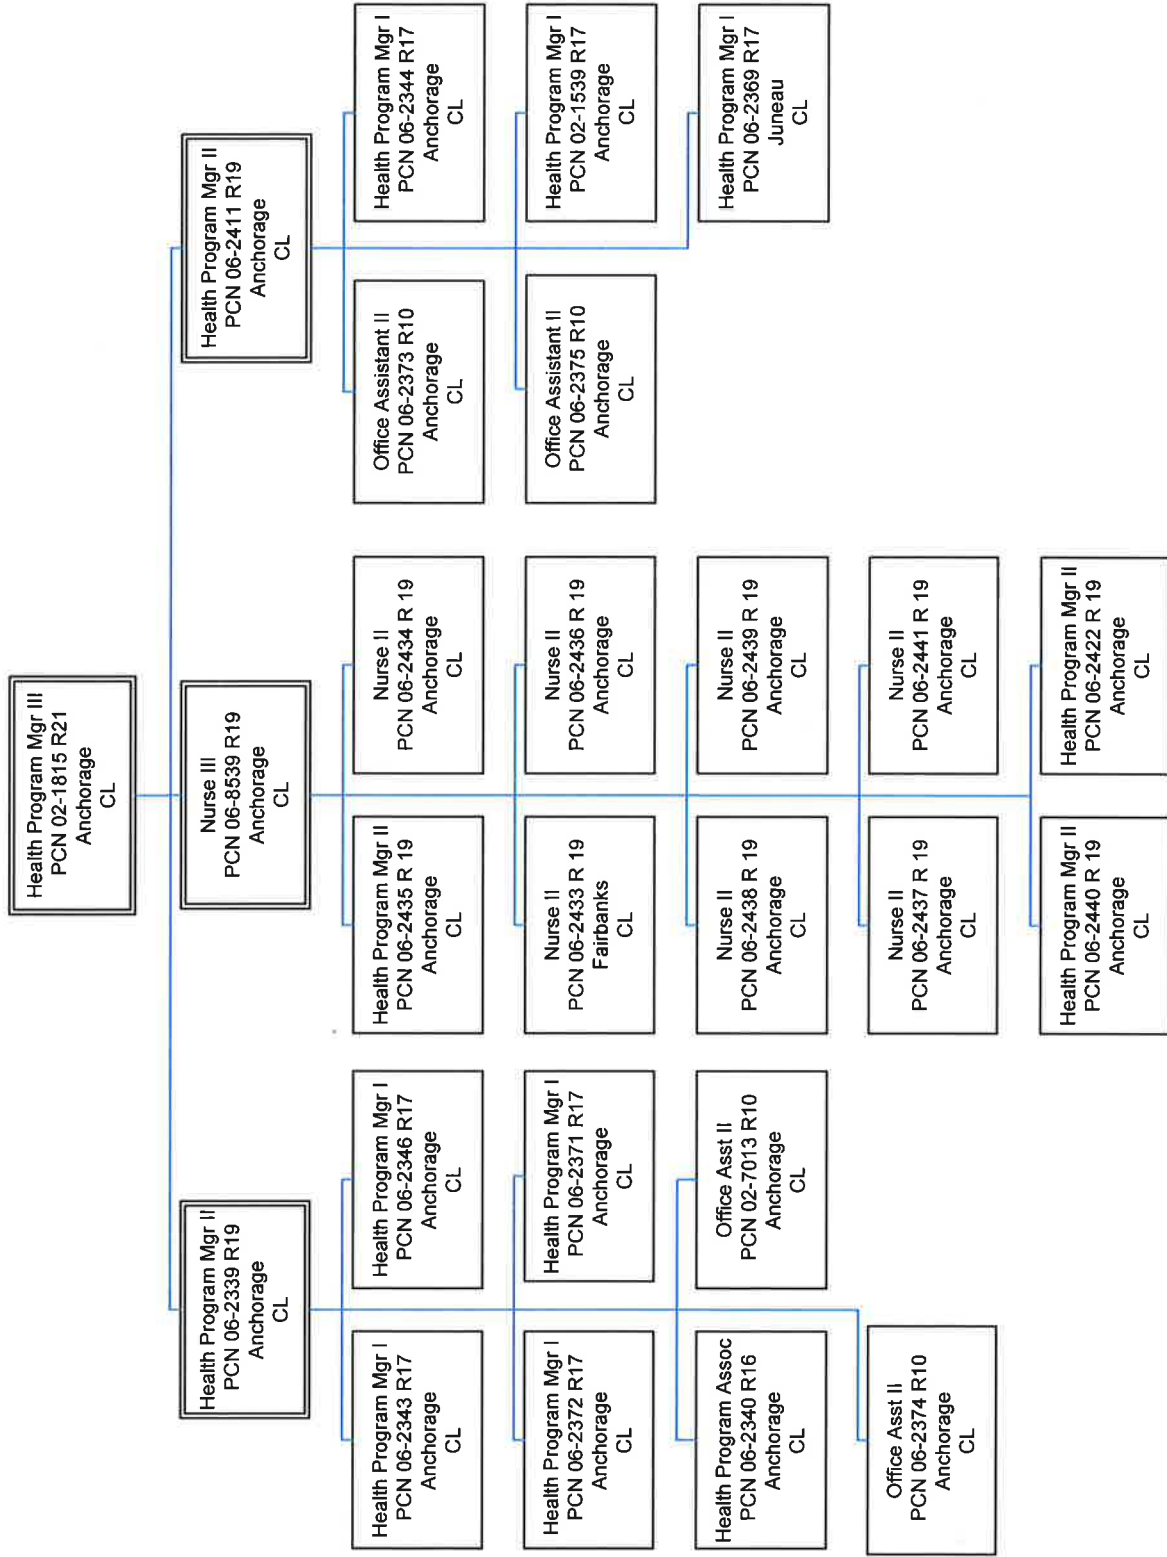 Health Program Mgr III
PCN 02-1815 R21
Anchorage
CL
Health Program Mgr II
PCN 06-2339 R19
Anchorage
CL
Nurse III
PCN 06-8539 R19
Anchorage
CL
Health Program Mgr II
PCN 06-2411 R19
Anchorage
CL
Health Program Mgr I
PCN 06-2343 R17
Anchorage
CL
Health Program Mgr I
PCN 06-2346 R17
Anchorage
CL
Health Program Mgr II
PCN 06-2435 R 19
Anchorage
CL
Nurse II
PCN 06-2434 R 19
Anchorage
CL
Office Assistant II
PCN 06-2373 R10
Anchorage
CL
Health Program Mgr I
PCN 06-2344 R17
Anchorage
CL
Health Program Mgr I
PCN 06-2372 R17
Anchorage
CL
Health Program Mgr I
PCN 06-2371 R17
Anchorage
CL
Nurse II
PCN 06-2433 R 19
Fairbanks
CL
Nurse II
PCN 06-2436 R 19
Anchorage
CL
Office Assistant II
PCN 06-2375 R10
Anchorage
CL
Health Program Mgr I
PCN 02-1539 R17
Anchorage
CL
Health Program Assoc
PCN 06-2340 R16
Anchorage
CL
Office Asst II
PCN 02-7013 R10
Anchorage
CL
Nurse II
PCN 06-2438 R 19
Anchorage
CL
Nurse II
PCN 06-2439 R 19
Anchorage
CL
Health Program Mgr I
PCN 06-2369 R17
Juneau
CL
Office Asst II
PCN 06-2374 R10
Anchorage
CL
Nurse II
PCN 06-2437 R 19
Anchorage
CL
Nurse II
PCN 06-2441 R 19
Anchorage
CL
Health Program Mgr II
PCN 06-2440 R 19
Anchorage
CL
Health Program Mgr II
PCN 06-2422 R 19
Anchorage
CL